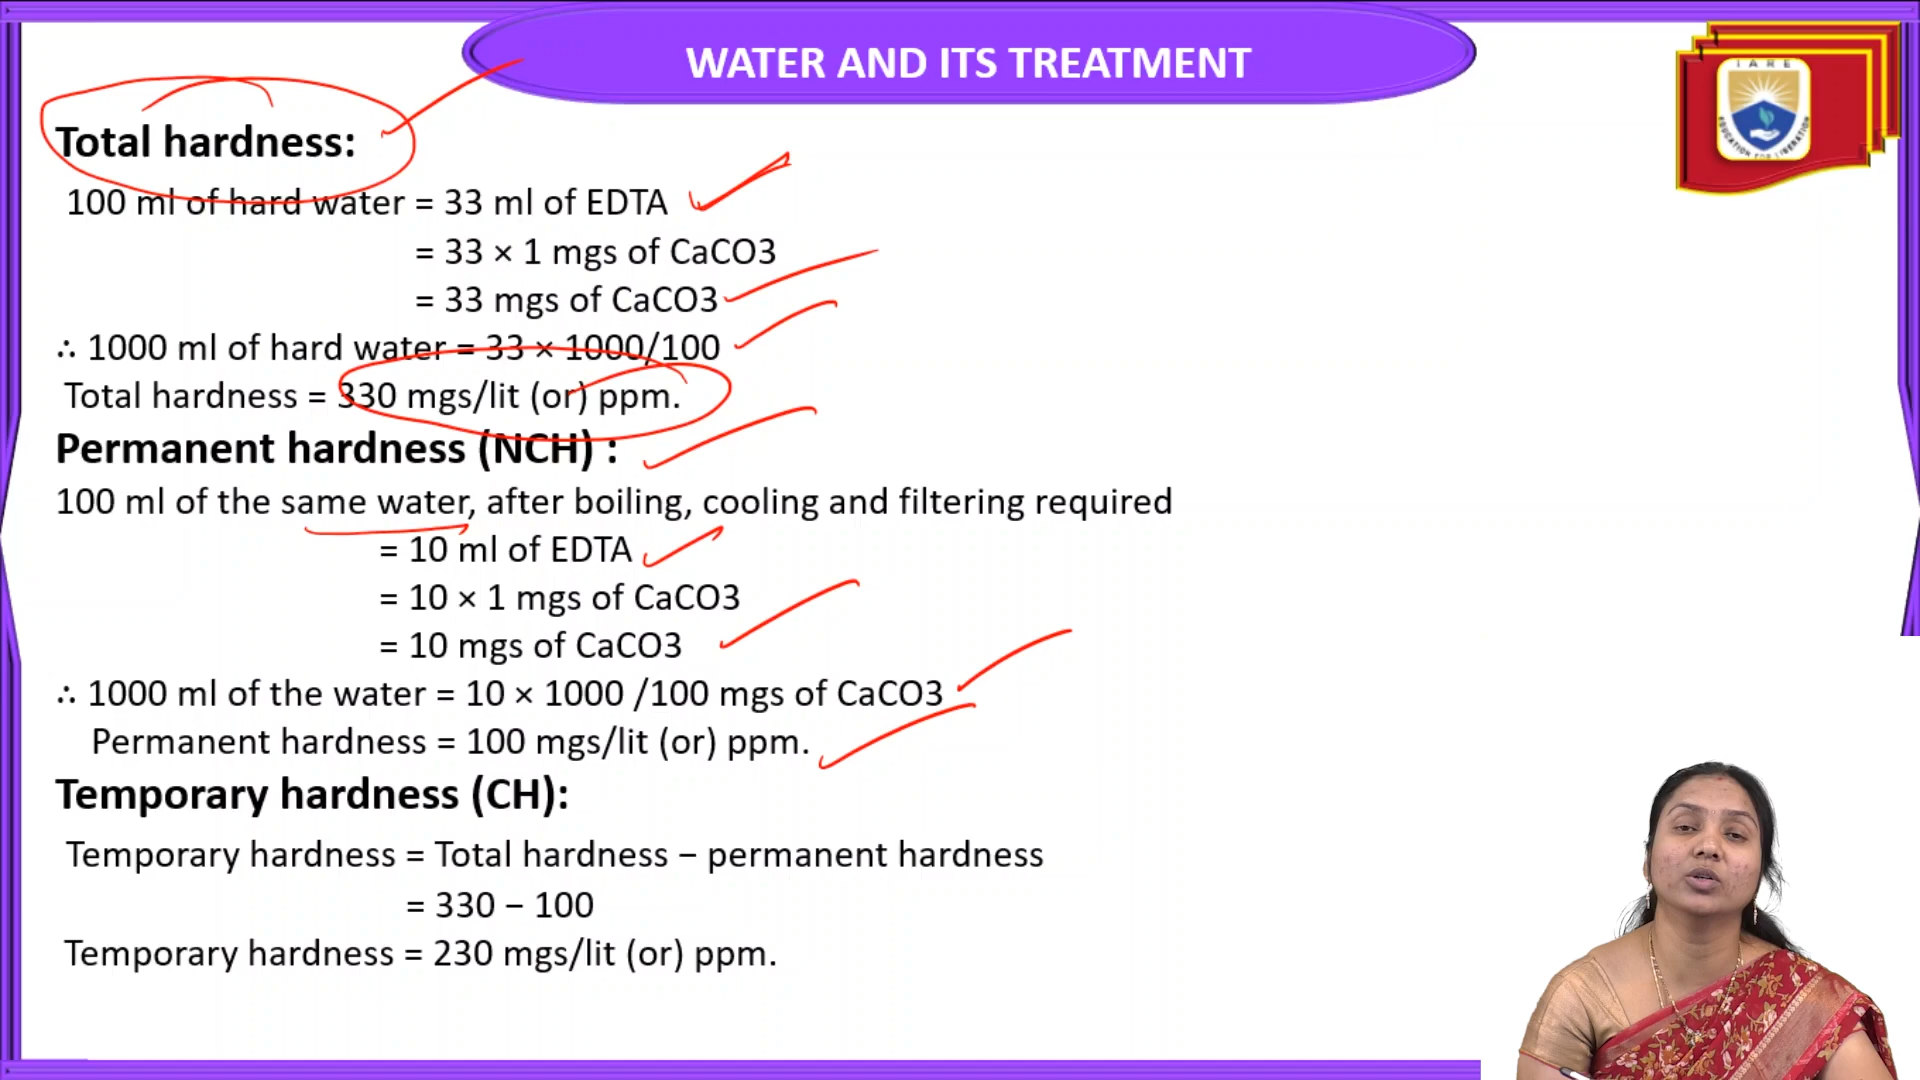 WATER AND ITS TREATMENT
IARE
EDUCATION FOR LIBERATION
Total hardness:
100 ml of hard water = 33 ml of EDTA
= 33 × 1 mgs of CaCO3
= 33 mgs of CaCO3
∴ 1000 ml of hard water = 33 × 1000/100
Total hardness = 330 mgs/lit (or) ppm.
Permanent hardness (NCH) :
100 ml of the same water, after boiling, cooling and filtering required
= 10 ml of EDTA
= 10 × 1 mgs of CaCO3
= 10 mgs of CaCO3
∴ 1000 ml of the water = 10 × 1000 /100 mgs of CaCO3
Permanent hardness = 100 mgs/lit (or) ppm.
Temporary hardness (CH):
Temporary hardness = Total hardness − permanent hardness
= 330 − 100
Temporary hardness = 230 mgs/lit (or) ppm.